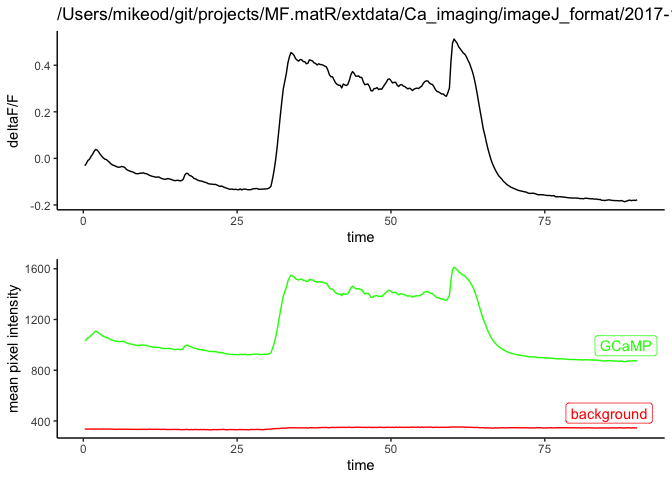 /Users/mikeod/git/projects/MF.matR/extdata/Ca_imaging/imageJ_format/2017-
deltaF/F
0.4
0.2
0.0
-0.2
0
25
50
75
time
mean pixel intensity
1600
1200
800
400
GCaMP
background
0
25
50
75
time